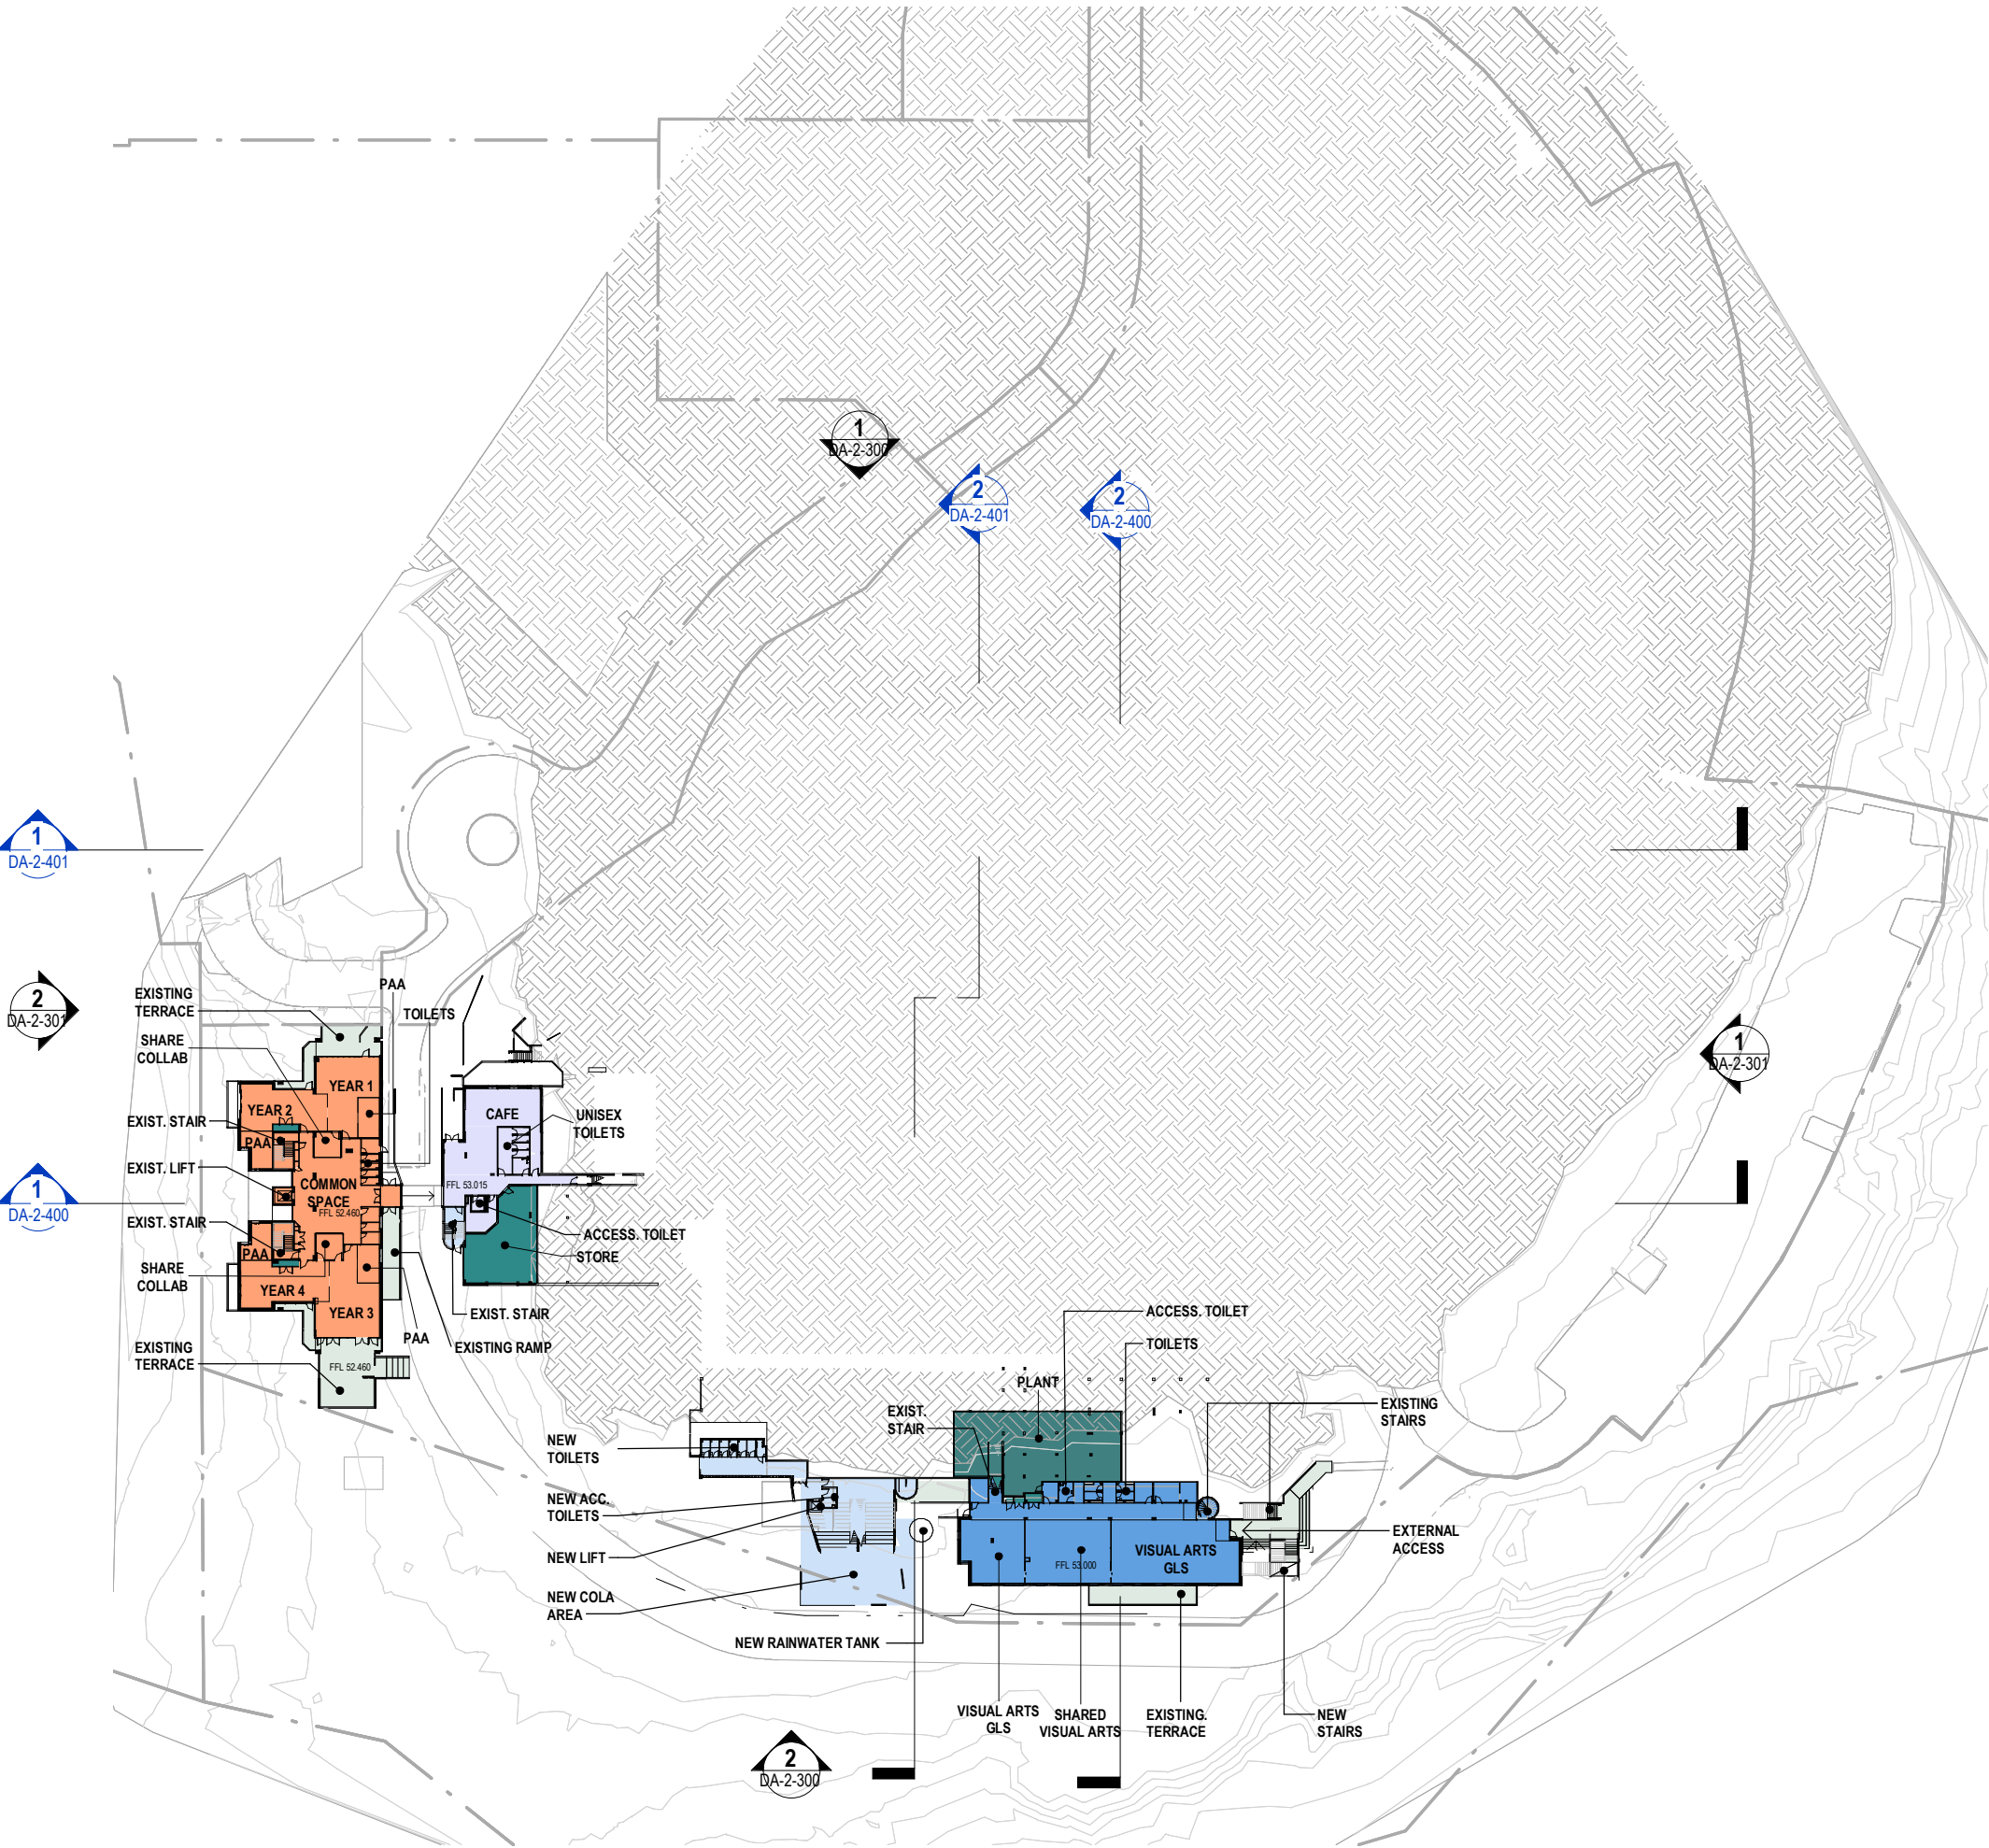 1
DA-2-300
2
DA-2-401
2
DA-2-400
1
DA-2-401
2
DA-2-301
1
DA-2-301
1
DA-2-400
PAA
EXISTING
TERRACE
TOILETS
SHARE
COLLAB
YEAR 1
YEAR 2
EXIST. STAIR
PAA
EXIST. LIFT
COMMON
SPACE
FFL 52.460
EXIST. STAIR
PAA
SHARE
COLLAB
YEAR 4
YEAR 3
EXISTING
TERRACE
FFL 52.460
PAA
CAFE
UNISEX
TOILETS
FFL 53.015
ACCESS. TOILET
STORE
EXIST. STAIR
EXISTING RAMP
ACCESS. TOILET
TOILETS
PLANT
EXIST.
STAIR
EXISTING
STAIRS
NEW
TOILETS
NEW ACC.
TOILETS
NEW LIFT
NEW COLA
AREA
NEW RAINWATER TANK
EXTERNAL
ACCESS
VISUAL ARTS
GLS
FFL 53.000
VISUAL ARTS
GLS
SHARED
VISUAL ARTS
EXISTING.
TERRACE
NEW
STAIRS
2
DA-2-300